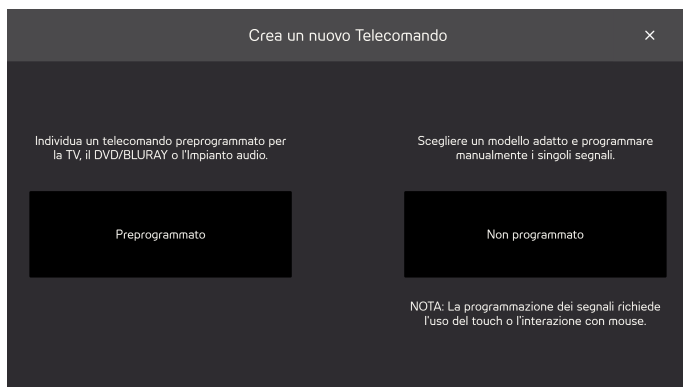 Crea un nuovo Telecomando
Individua un telecomando preprogrammato per
la TV, il DVD/BLURAY o l'Impianto audio.
Preprogrammato
Scegliere un modello adatto e programmare
manualmente i singoli segnali.
Non programmato
NOTA: La programmazione dei segnali richiede
l'uso del touch o l'interazione con mouse.